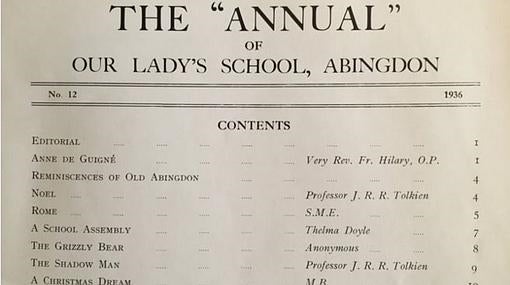 THE "ANNUAL"
OF
OUR LADY'S SCHOOL, ABINGDON
No. 12 1936
CONTENTS
EDITORIAL ..... ..... ..... ..... ..... ..... 1
ANNE DE GUIGNÉ ..... ..... ..... Very Rev. Fr. Hilary, O.P. ..... 1
REMINISCENCES OF OLD ABINGDON ..... ..... ..... ..... 4
NOEL ..... ..... ..... ..... Professor J. R. R. Tolkien ..... 4
ROME ..... ..... ..... ..... S.M.E. ..... ..... 5
A SCHOOL ASSEMBLY ..... ..... ..... Thelma Doyle ..... ..... 7
THE GRIZZLY BEAR ..... ..... ..... Anonymous ..... ..... 8
THE SHADOW MAN ..... ..... ..... Professor J. R. R. Tolkien ..... 9
A CHRISTMAS DREAM ..... ..... ..... M.B. ..... ..... 10